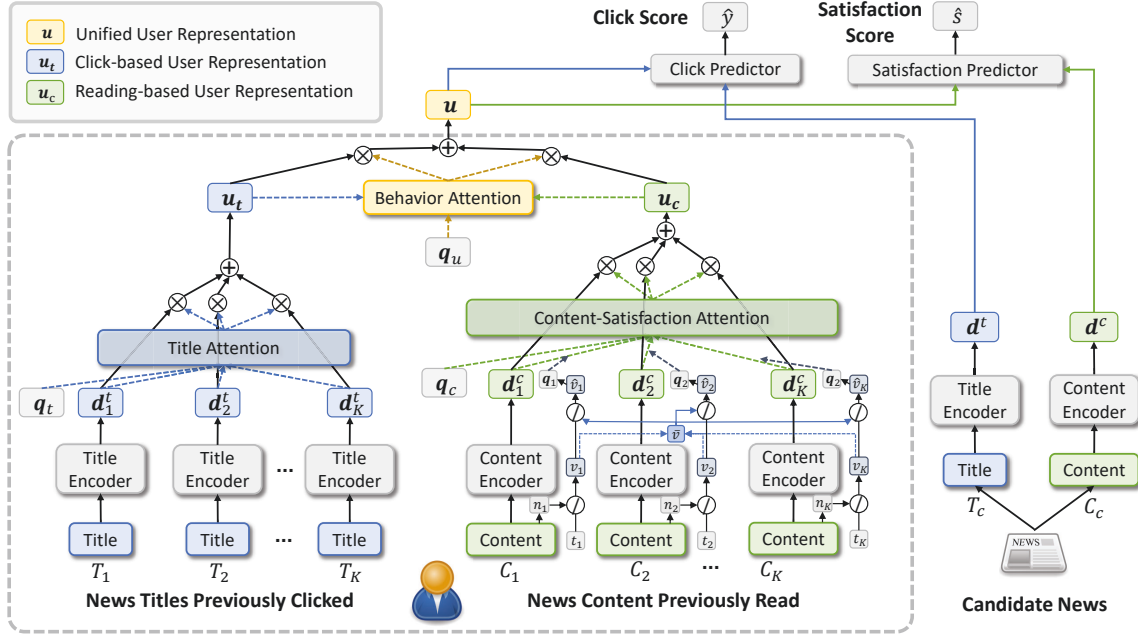 Click Score
ŷ
Satisfaction
Score
ŝ
u Unified User Representation
u_t Click-based User Representation
u_c Reading-based User Representation
Click Predictor
Satisfaction Predictor
u
u_t
Behavior Attention
u_c
q_u
Title Attention
Content-Satisfaction Attention
d^t
d^c
q_t
d_1^t
d_2^t
d_K^t
q_c
d_1^c
q_1
v̂_1
d_2^c
q_2
v̂_2
d_K^c
q_2
v̂_K
v̄
Title
Encoder
Title
Encoder
...
Title
Encoder
Content
Encoder
v_1
Content
Encoder
v_2
Content
Encoder
v_K
Title
Encoder
Content
Encoder
n_1
n_2
n_K
Title
Title
...
Title
Content
t_1
Content
t_2
Content
t_K
Title
Content
T_1
T_2
T_K
C_1
C_2
...
C_K
T_c
C_c
NEWS
News Titles Previously Clicked
News Content Previously Read
Candidate News